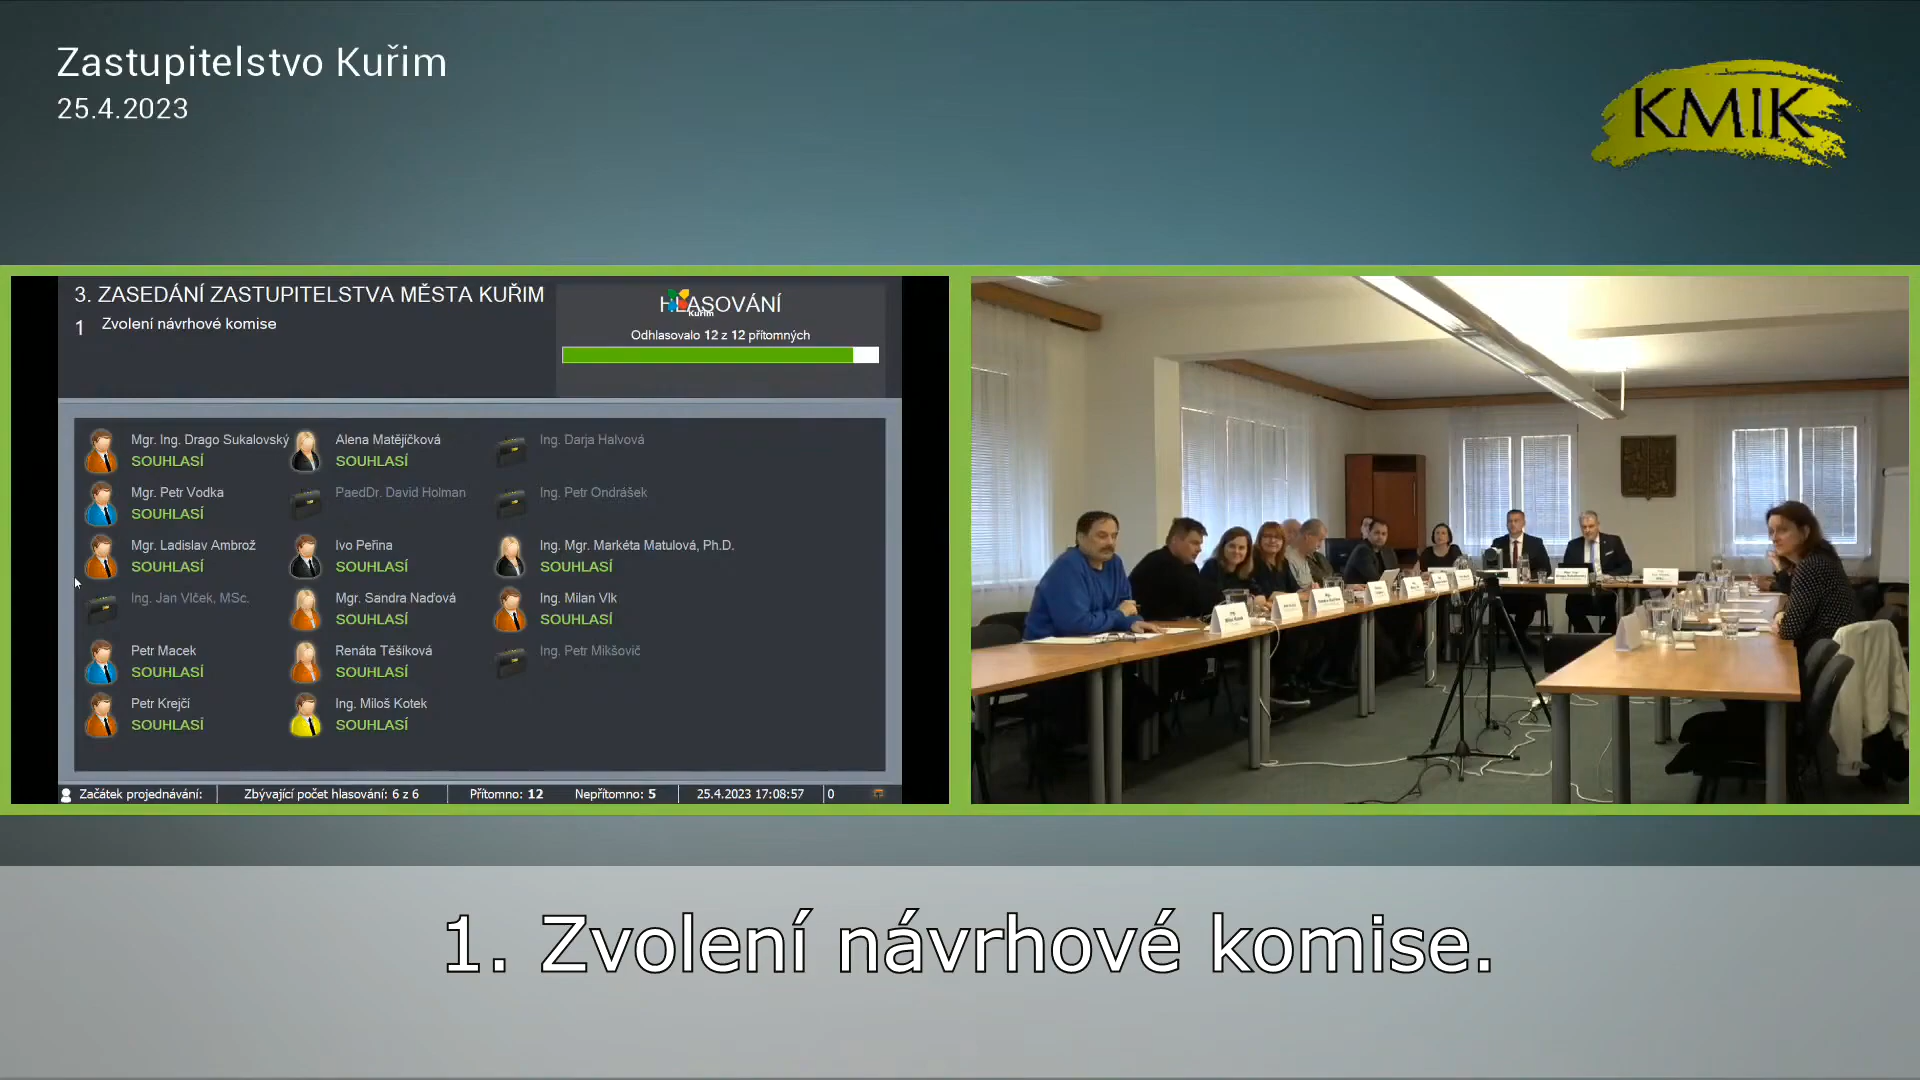 Zastupitelstvo Kuřim
25.4.2023
KMIK
3. ZASEDÁNÍ ZASTUPITELSTVA MĚSTA KUŘIM
1 Zvolení návrhové komise
HLASOVÁNÍ
Kuřim
Odhlasovalo 12 z 12 přítomných
Mgr. Ing. Drago Sukalovský
SOUHLASÍ
Mgr. Petr Vodka
SOUHLASÍ
Mgr. Ladislav Ambrož
SOUHLASÍ
Ing. Jan Vlček, MSc.
Petr Macek
SOUHLASÍ
Petr Krejčí
SOUHLASÍ
Alena Matějíčková
SOUHLASÍ
PaedDr. David Holman
Ivo Peřina
SOUHLASÍ
Mgr. Sandra Naďová
SOUHLASÍ
Renáta Těšíková
SOUHLASÍ
Ing. Miloš Kotek
SOUHLASÍ
Ing. Darja Halvová
Ing. Petr Ondrášek
Ing. Mgr. Markéta Matulová, Ph.D.
SOUHLASÍ
Ing. Milan Vlk
SOUHLASÍ
Ing. Petr Mikšovič
Začátek projednávání: Zbývající počet hlasování: 6 z 6 Přítomno: 12 Nepřítomno: 5 25.4.2023 17:08:57 0
1. Zvolení návrhové komise.